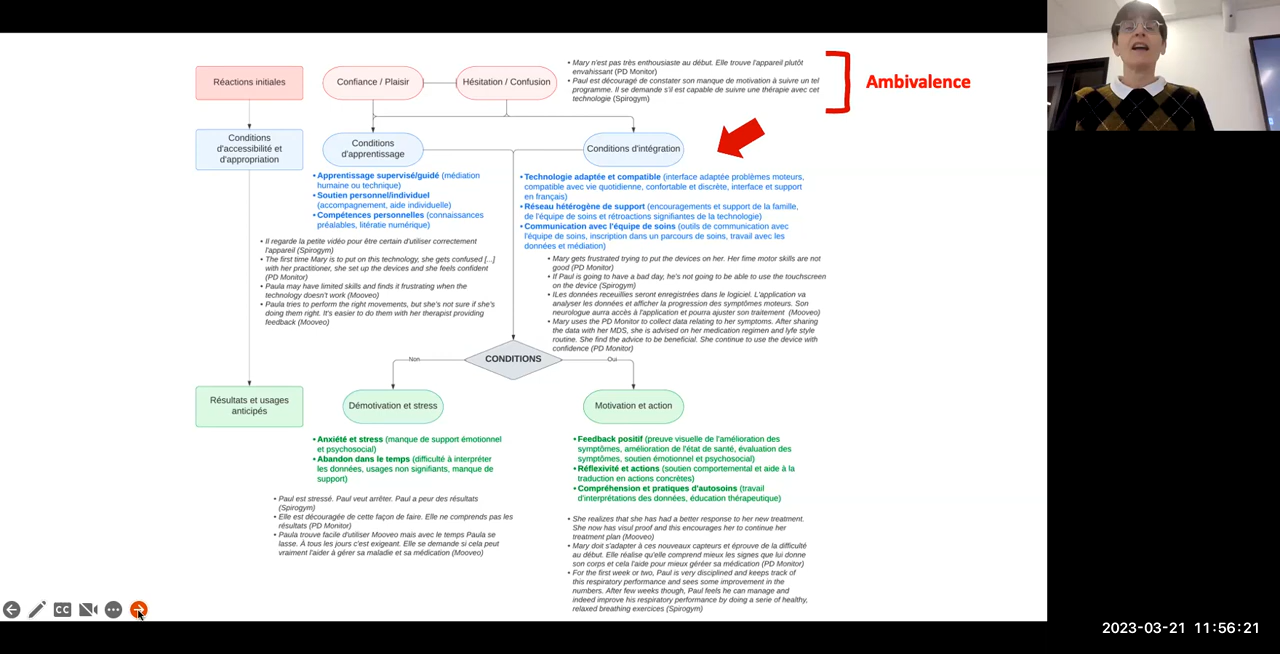 Réactions initiales
Confiance / Plaisir
Hésitation / Confusion
• Mary n'est pas très enthousiaste au début. Elle trouve l'appareil plutôt
envahissant (PD Monitor)
• Paul est découragé de constater son manque de motivation à suivre un tel
programme. Il se demande s'il est capable de suivre une thérapie avec cet
technologie (Spirogym)
Ambivalence
Conditions
d'accessibilité et
d'appropriation
Conditions
d'apprentissage
Conditions d'intégration
• Apprentissage supervisé/guidé (médiation
humaine ou technique)
• Soutien personnel/individuel
(accompagnement, aide individuelle)
• Compétences personnelles (connaissances
préalables, litératie numérique)
• Technologie adaptée et compatible (interface adaptée problèmes moteurs,
compatible avec vie quotidienne, confortable et discrète, interface et support
en français)
• Réseau hétérogène de support (encouragements et support de la famille,
de l'équipe de soins et rétroactions signifiantes de la technologie)
• Communication avec l'équipe de soins (outils de communication avec
l'équipe de soins, inscription dans un parcours de soins, travail avec les
données et médiation)
• Il regarde la petite vidéo pour être certain d'utiliser correctement
l'appareil (Spirogym)
• The first time Mary is to put on this technology, she gets confused [...]
with her practitioner, she set up the devices and she feels confident
(PD Monitor)
• Paula may have limited skills and finds it frustrating when the
technology doesn't work (Mooveo)
• Paula tries to perform the right movements, but she's not sure if she's
doing them right. It's easier to do them with her therapist providing
feedback (Mooveo)
• Mary gets frustrated trying to put the devices on her. Her fime motor skills are not
good (PD Monitor)
• If Paul is going to have a bad day, he's not going to be able to use the touchscreen
on the device (Spirogym)
• ILes données receuillies seront enregistrées dans le logiciel. L'application va
analyser les données et afficher la progression des symptômes moteurs. Son
neurologue aurra accès à l'application et pourra ajuster son traitement (Mooveo)
• Mary uses the PD Monitor to collect data relating to her symptoms. After sharing
the data with her MDS, she is advised on her medication regimen and lyfe style
routine. She find the advice to be beneficial. She continue to use the device with
confidence (PD Monitor)
Non
CONDITIONS
Oui
Résultats et usages
anticipés
Démotivation et stress
Motivation et action
• Anxiété et stress (manque de support émotionnel
et psychosocial)
• Abandon dans le temps (difficulté à interpréter
les données, usages non signifiants, manque de
support)
• Feedback positif (preuve visuelle de l'amélioration des
symptômes, amélioration de l'état de santé, évaluation des
symptômes, soutien émotionnel et psychosocial)
• Réflexivité et actions (soutien comportemental et aide à la
traduction en actions concrètes)
• Compréhension et pratiques d'autosoins (travail
d'interprétations des données, éducation thérapeutique)
• Paul est stressé. Paul veut arrêter. Paul a peur des résultats
(Spirogym)
• Elle est découragée de cette façon de faire. Elle ne comprends pas les
résultats (PD Monitor)
• Paula trouve facile d'utiliser Mooveo mais avec le temps Paula se
lasse. À tous les jours c'est exigeant. Elle se demande si cela peut
vraiment l'aider à gérer sa maladie et sa médication (Mooveo)
• She realizes that she has had a better response to her new treatment.
She now has visul proof and this encourages her to continue her
treatment plan (Mooveo)
• Mary doit s'adapter à ces nouveaux capteurs et éprouve de la difficulté
au début. Elle réalise qu'elle comprend mieux les signes que lui donne
son corps et cela l'aide pour mieux géréer sa médication (PD Monitor)
• For the first week or two, Paul is very disciplined and keeps track of
this respiratory performance and sees some improvement in the
numbers. After few weeks though, Paul feels he can manage and
indeed improve his respiratory performance by doing a serie of healthy,
relaxed breathing exercices (Spirogym)
CC
2023-03-21 11:56:21